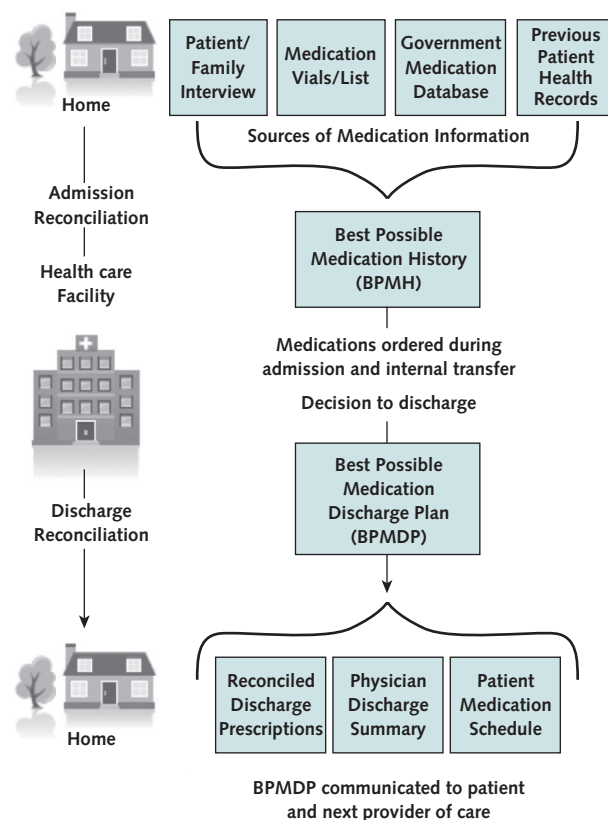 Home
Admission
Reconciliation
Health care
Facility
Discharge
Reconciliation
Home
Patient/
Family
Interview
Medication
Vials/List
Government
Medication
Database
Previous
Patient
Health
Records
Sources of Medication Information
Best Possible
Medication History
(BPMH)
Medications ordered during
admission and internal transfer
Decision to discharge
Best Possible
Medication
Discharge Plan
(BPMDP)
Reconciled
Discharge
Prescriptions
Physician
Discharge
Summary
Patient
Medication
Schedule
BPMDP communicated to patient
and next provider of care